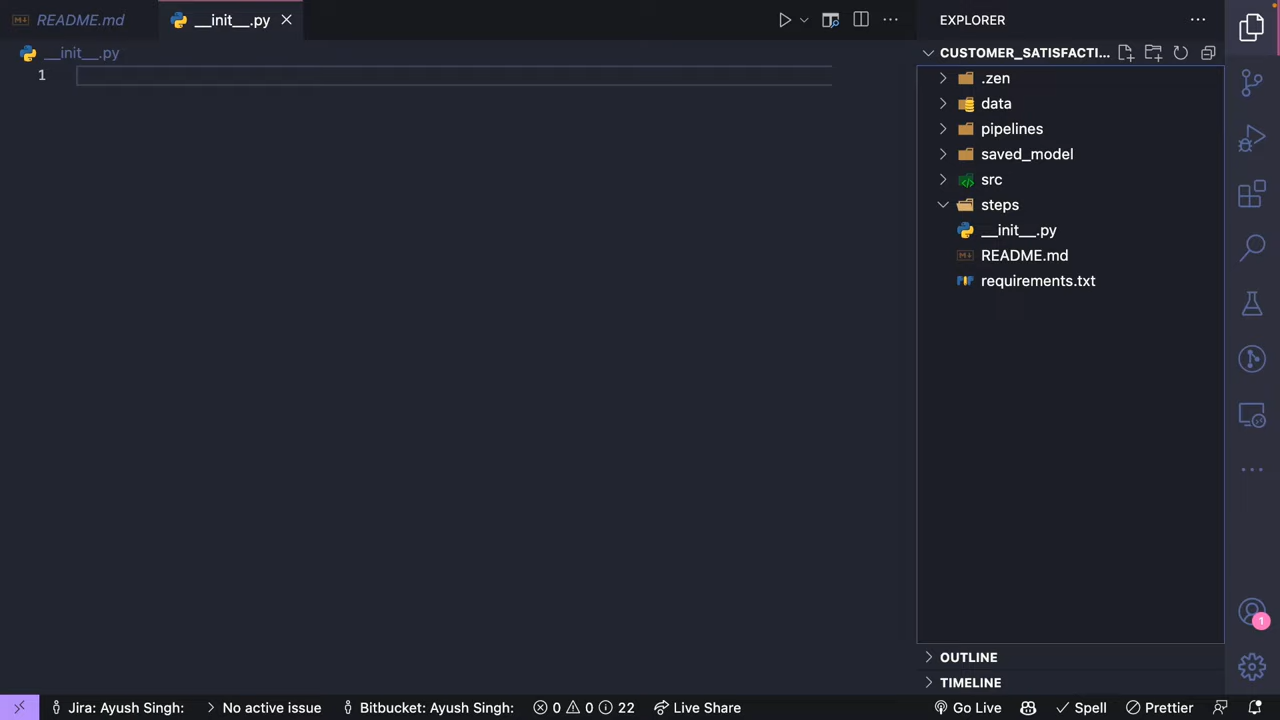 README.md
__init__.py
__init__.py
1
EXPLORER
CUSTOMER_SATISFACTI...
.zen
data
pipelines
saved_model
src
steps
__init__.py
README.md
requirements.txt
OUTLINE
TIMELINE
1
Jira: Ayush Singh: No active issue Bitbucket: Ayush Singh: 0 0 22 Live Share Go Live Spell Prettier